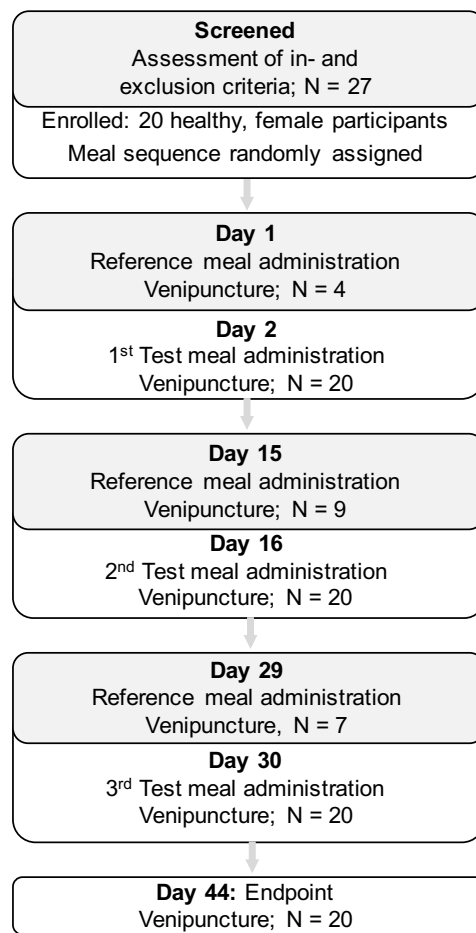 Screened
Assessment of in- and
exclusion criteria; N = 27
Enrolled: 20 healthy, female participants
Meal sequence randomly assigned
Day 1
Reference meal administration
Venipuncture; N = 4
Day 2
1st Test meal administration
Venipuncture; N = 20
Day 15
Reference meal administration
Venipuncture; N = 9
Day 16
2nd Test meal administration
Venipuncture; N = 20
Day 29
Reference meal administration
Venipuncture, N = 7
Day 30
3rd Test meal administration
Venipuncture; N = 20
Day 44: Endpoint
Venipuncture; N = 20